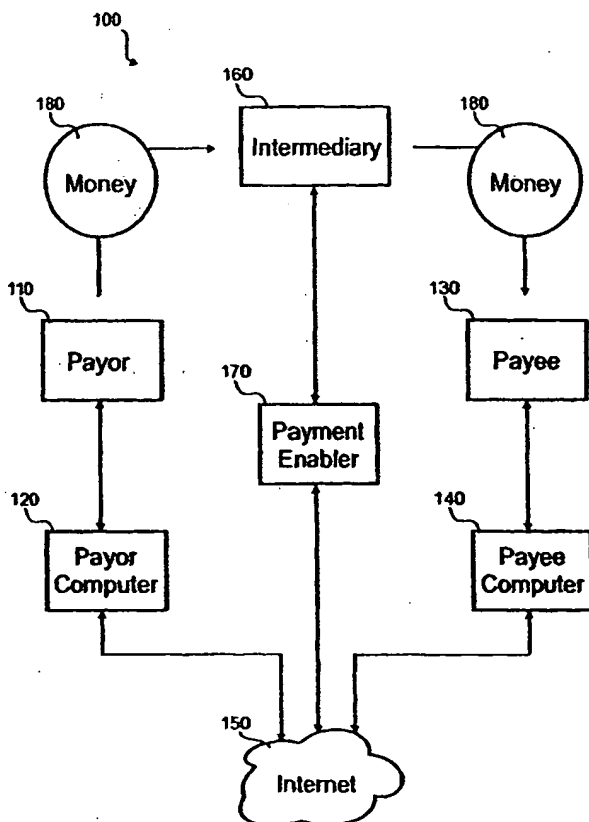 100
180
160
180
Money
Intermediary
Money
110
130
Payor
Payee
170
Payment
Enabler
120
140
Payor
Computer
Payee
Computer
150
Internet